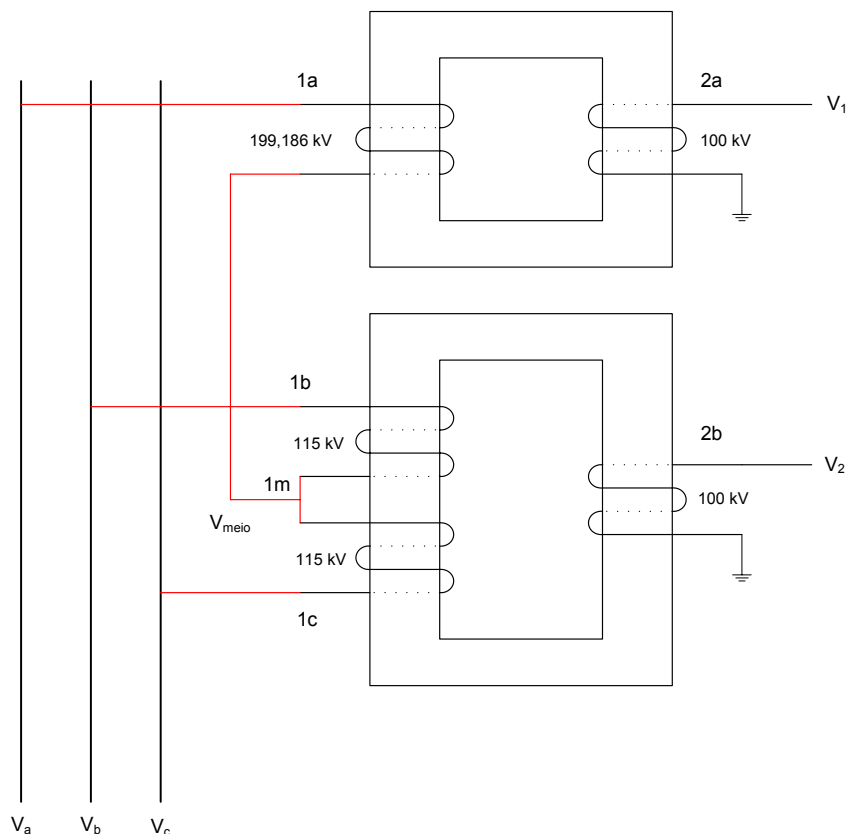 1a
2a
V1
199,186 kV
100 kV
1b
115 kV
2b
V2
1m
100 kV
Vmeio
115 kV
1c
Va
Vb
Vc